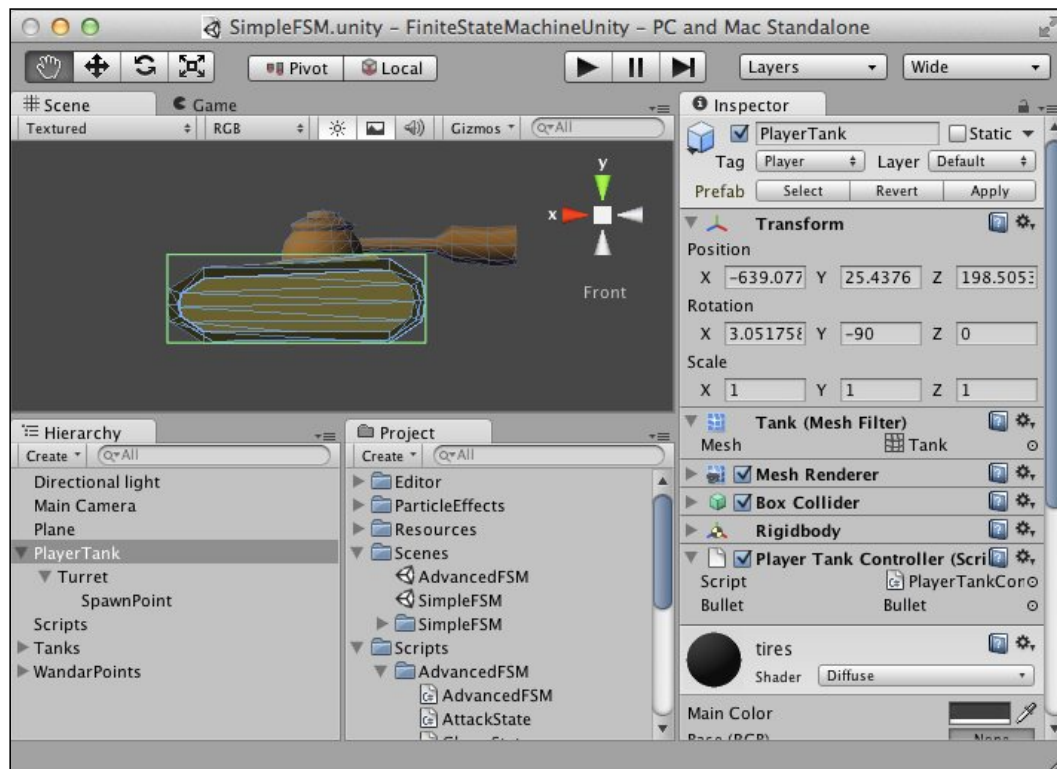 SimpleFSM.unity – FiniteStateMachineUnity – PC and Mac Standalone
Pivot Local Layers Wide
Scene Game
Textured RGB Gizmos All
y
x
Front
Hierarchy
Create All
Directional light
Main Camera
Plane
PlayerTank
Turret
SpawnPoint
Scripts
Tanks
WandarPoints
Project
Create All
Editor
ParticleEffects
Resources
Scenes
AdvancedFSM
SimpleFSM
SimpleFSM
Scripts
AdvancedFSM
AdvancedFSM
AttackState
Inspector
PlayerTank Static
Tag Player Layer Default
Prefab Select Revert Apply
Transform
Position
X -639.077 Y 25.4376 Z 198.5053
Rotation
X 3.051758 Y -90 Z 0
Scale
X 1 Y 1 Z 1
Tank (Mesh Filter)
Mesh Tank
Mesh Renderer
Box Collider
Rigidbody
Player Tank Controller (Scri
Script PlayerTankCon
Bullet Bullet
tires
Shader Diffuse
Main Color